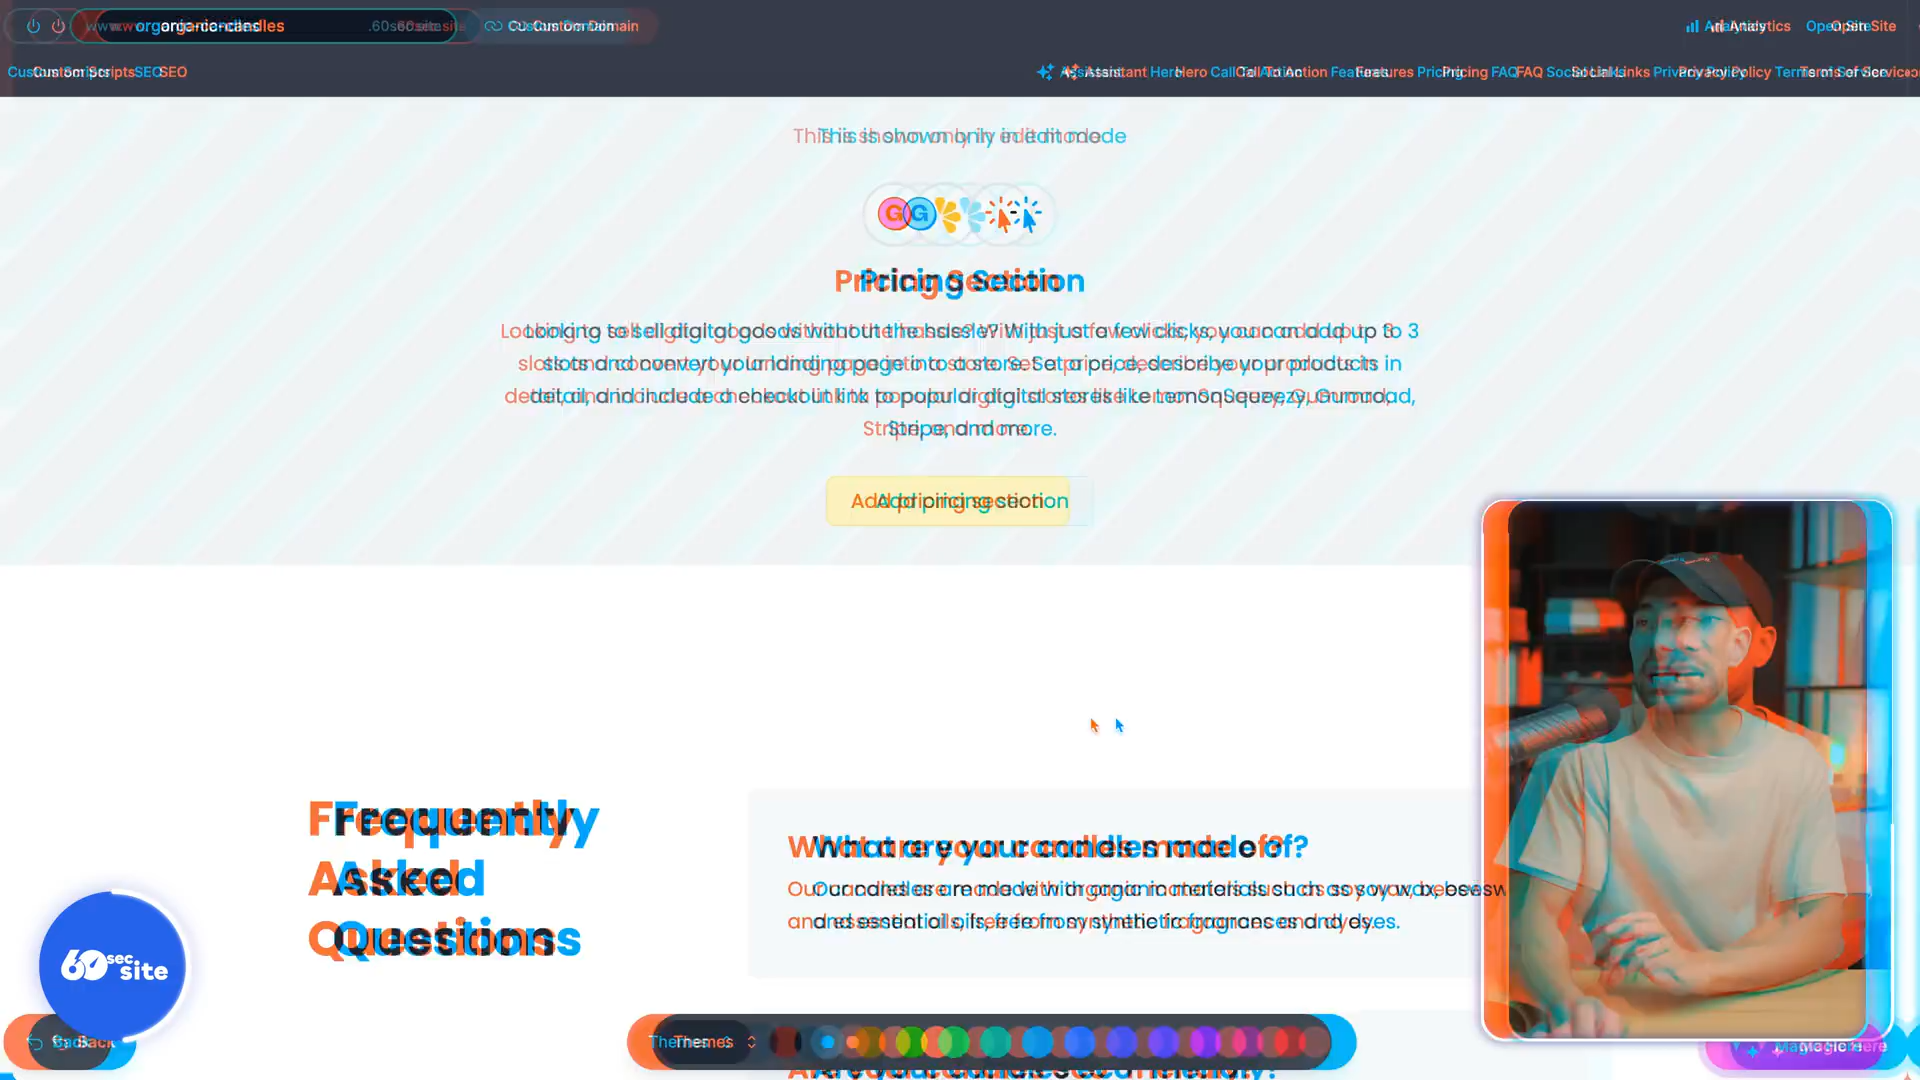 www. organic-candles .60sec.site Custom Domain Analytics Open Site
Custom Scripts SEO Assistant Hero Call To Action Features Pricing FAQ Social Links Privacy Policy Terms of Service
This is shown only in edit mode
G G
Pricing Section
Looking to sell digital goods without the hassle? With just a few clicks, you can add up to 3
slots and convert your landing page into a store. Set a price, describe your products in
detail, and include a checkout link to popular digital stores like LemonSqueezy, Gumroad,
Stripe, and more.
Add pricing section
Frequently
Asked
Questions
What are your candles made of?
Our candles are made with organic materials such as soy wax,
and essential oils, free from synthetic fragrances and dyes.
60 sec
site
Back
Themes
Magic Here